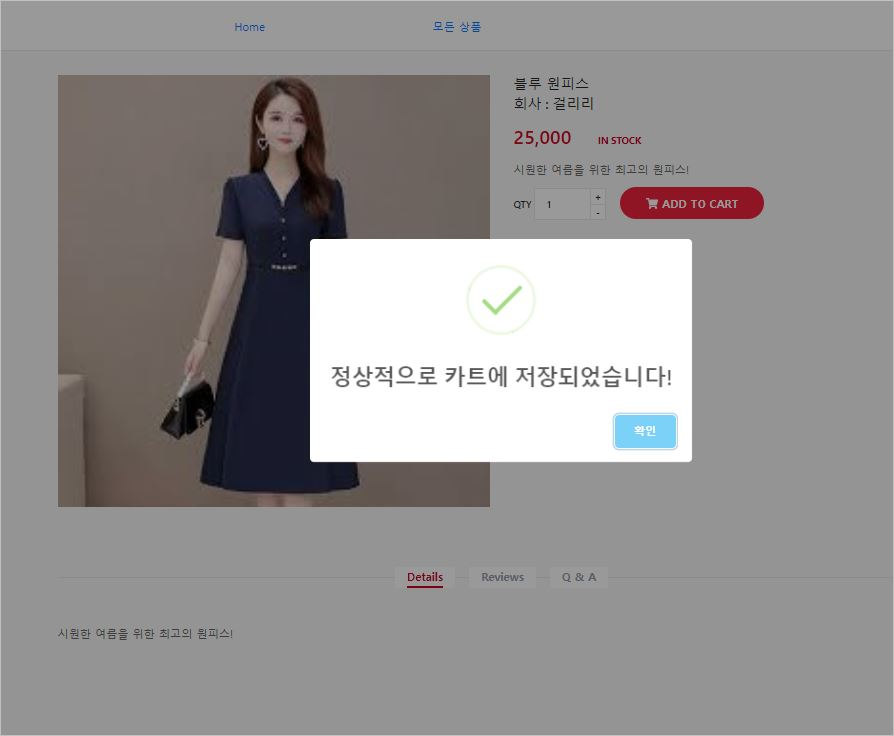 Home
모든 상품
블루 원피스
회사 : 걸리리
25,000
IN STOCK
시원한 여름을 위한 최고의 원피스!
QTY 1 + -
ADD TO CART
정상적으로 카트에 저장되었습니다!
확인
Details
Reviews
Q & A
시원한 여름을 위한 최고의 원피스!